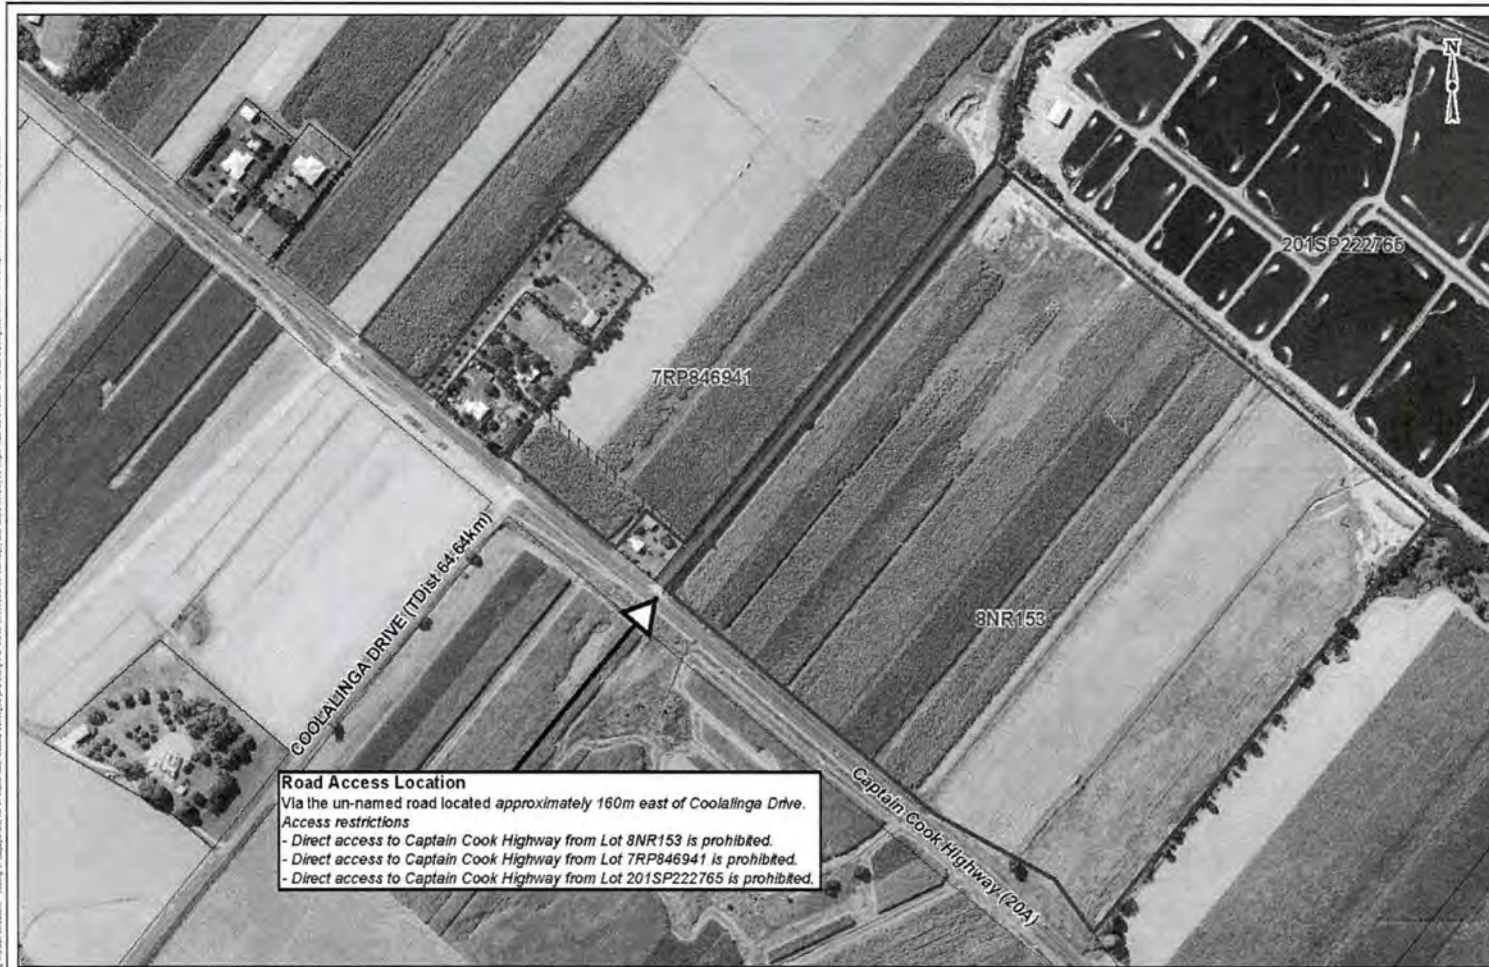 N
201SP222765
7RP846941
COOLALINGA DRIVE (TDist 64.64km)
8NR153
Road Access Location
Via the un-named road located approximately 160m east of Coolalinga Drive.
Access restrictions
- Direct access to Captain Cook Highway from Lot 8NR153 is prohibited.
- Direct access to Captain Cook Highway from Lot 7RP846941 is prohibited.
- Direct access to Captain Cook Highway from Lot 201SP222765 is prohibited.
Captain Cook Highway (20A)